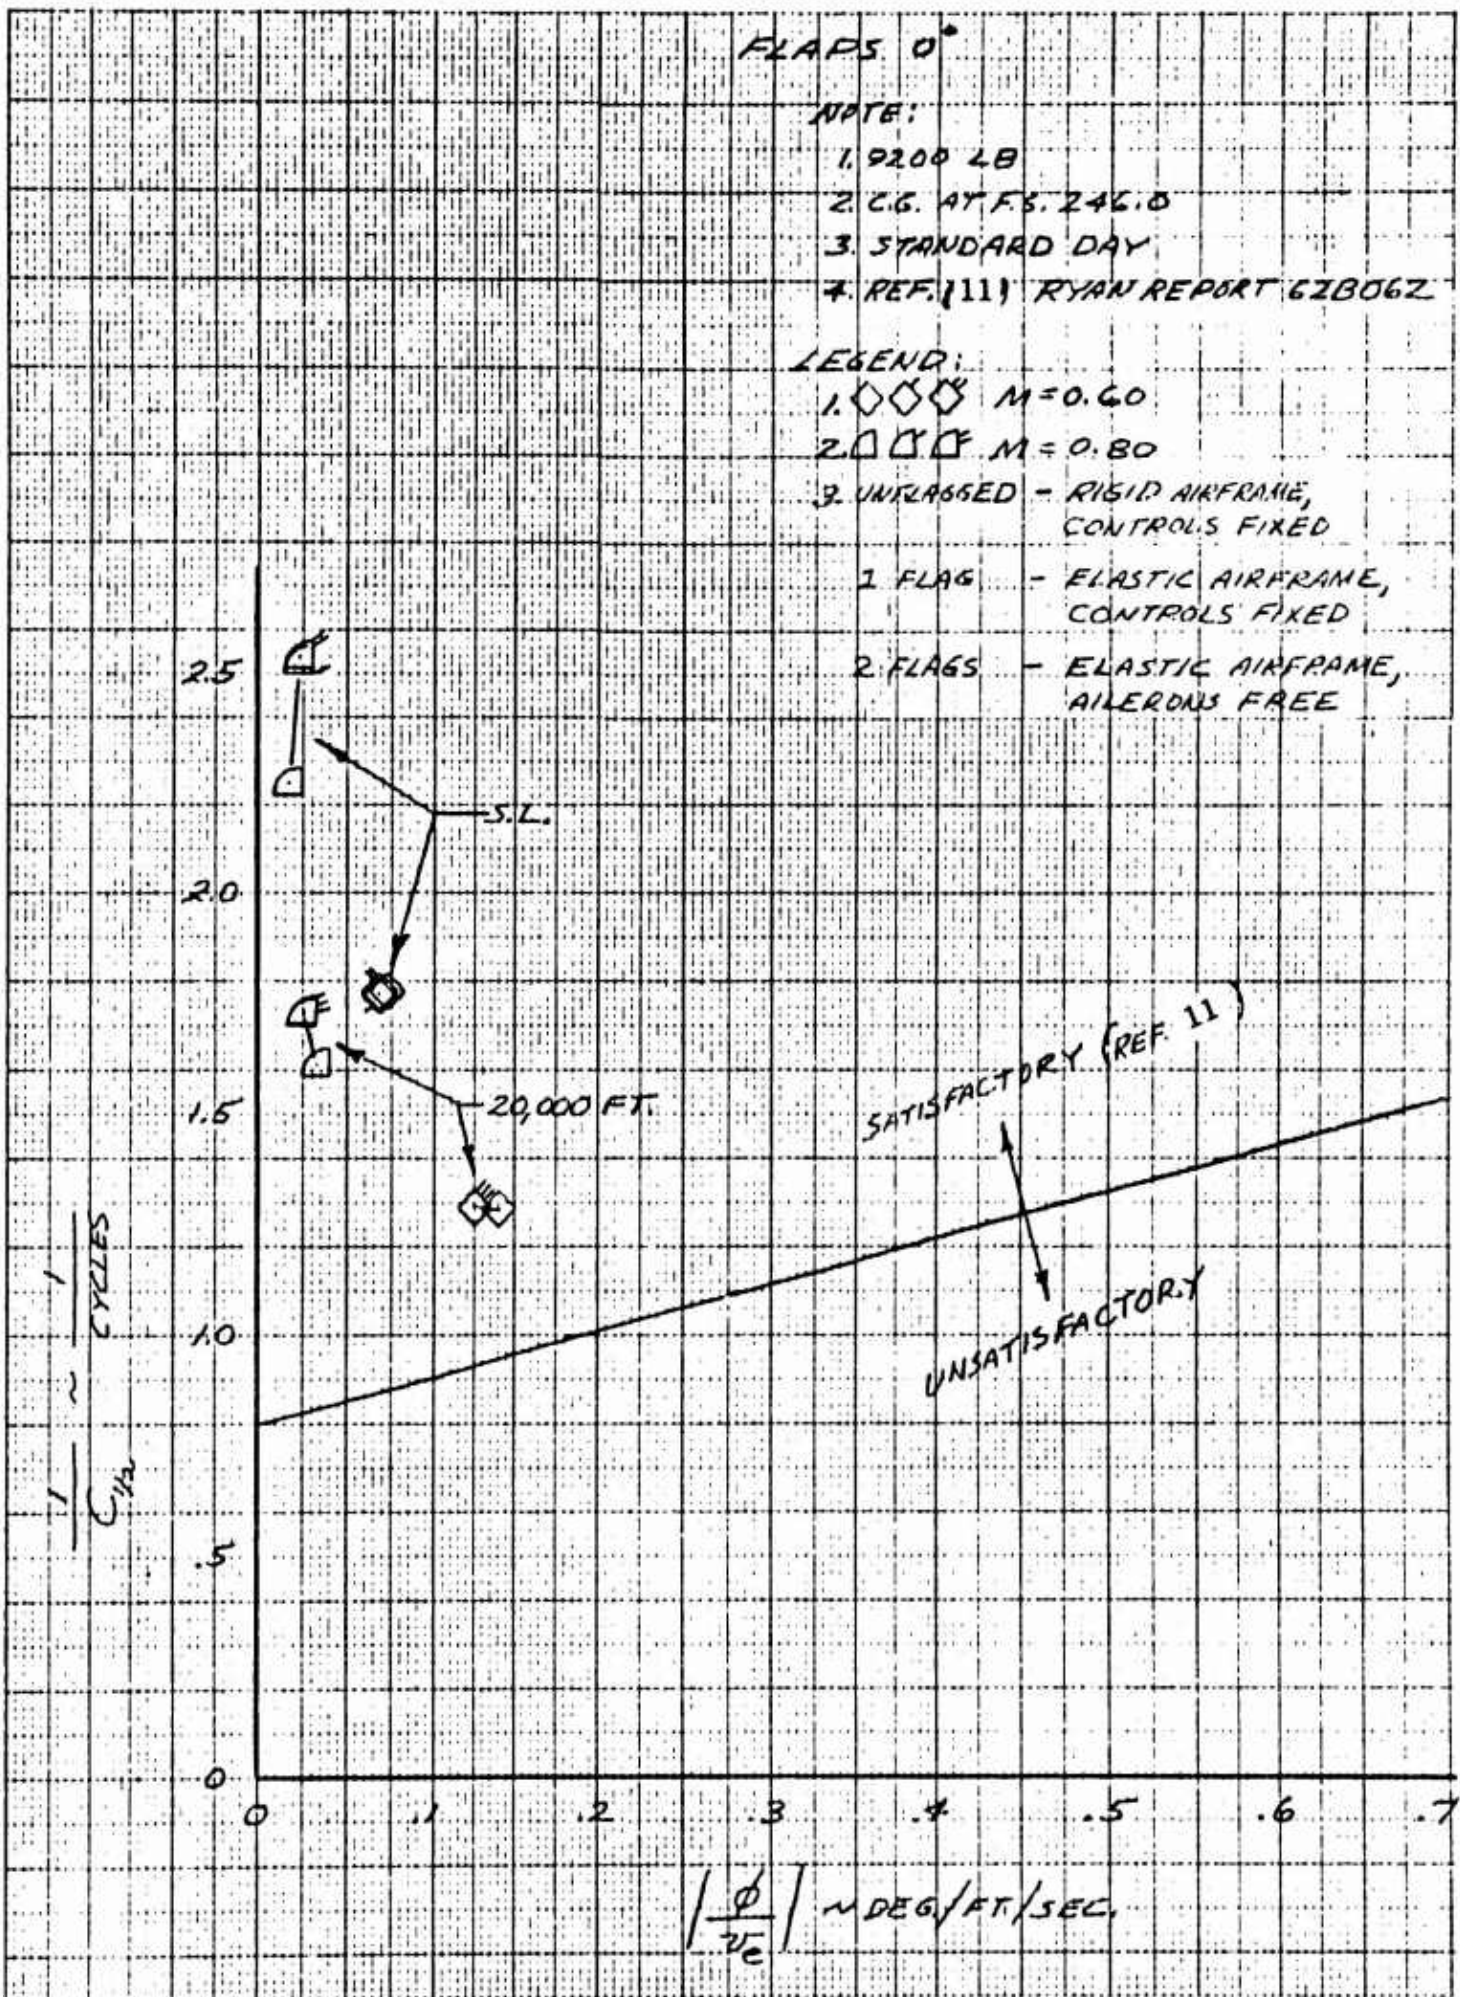 FLAPS 0°
NOTE:
1. 9200 LB
2. C.G. AT F.S. 246.0
3. STANDARD DAY
4. REF. (11) RYAN REPORT 62B062
LEGEND:
1. M = 0.60
2. M = 0.80
3. UNFLAGGED - RIGID AIRFRAME,
CONTROLS FIXED
1 FLAG - ELASTIC AIRFRAME,
CONTROLS FIXED
2 FLAGS - ELASTIC AIRFRAME,
AILERONS FREE
2.5
S.L.
2.0
SATISFACTORY (REF. 11)
1.5
20,000 FT.
UNSATISFACTORY
1.0
1/C1/2 ~ 1/CYCLES
.5
0
0 .1 .2 .3 .4 .5 .6 .7
|ϕ/ve| ~ DEG/FT/SEC.